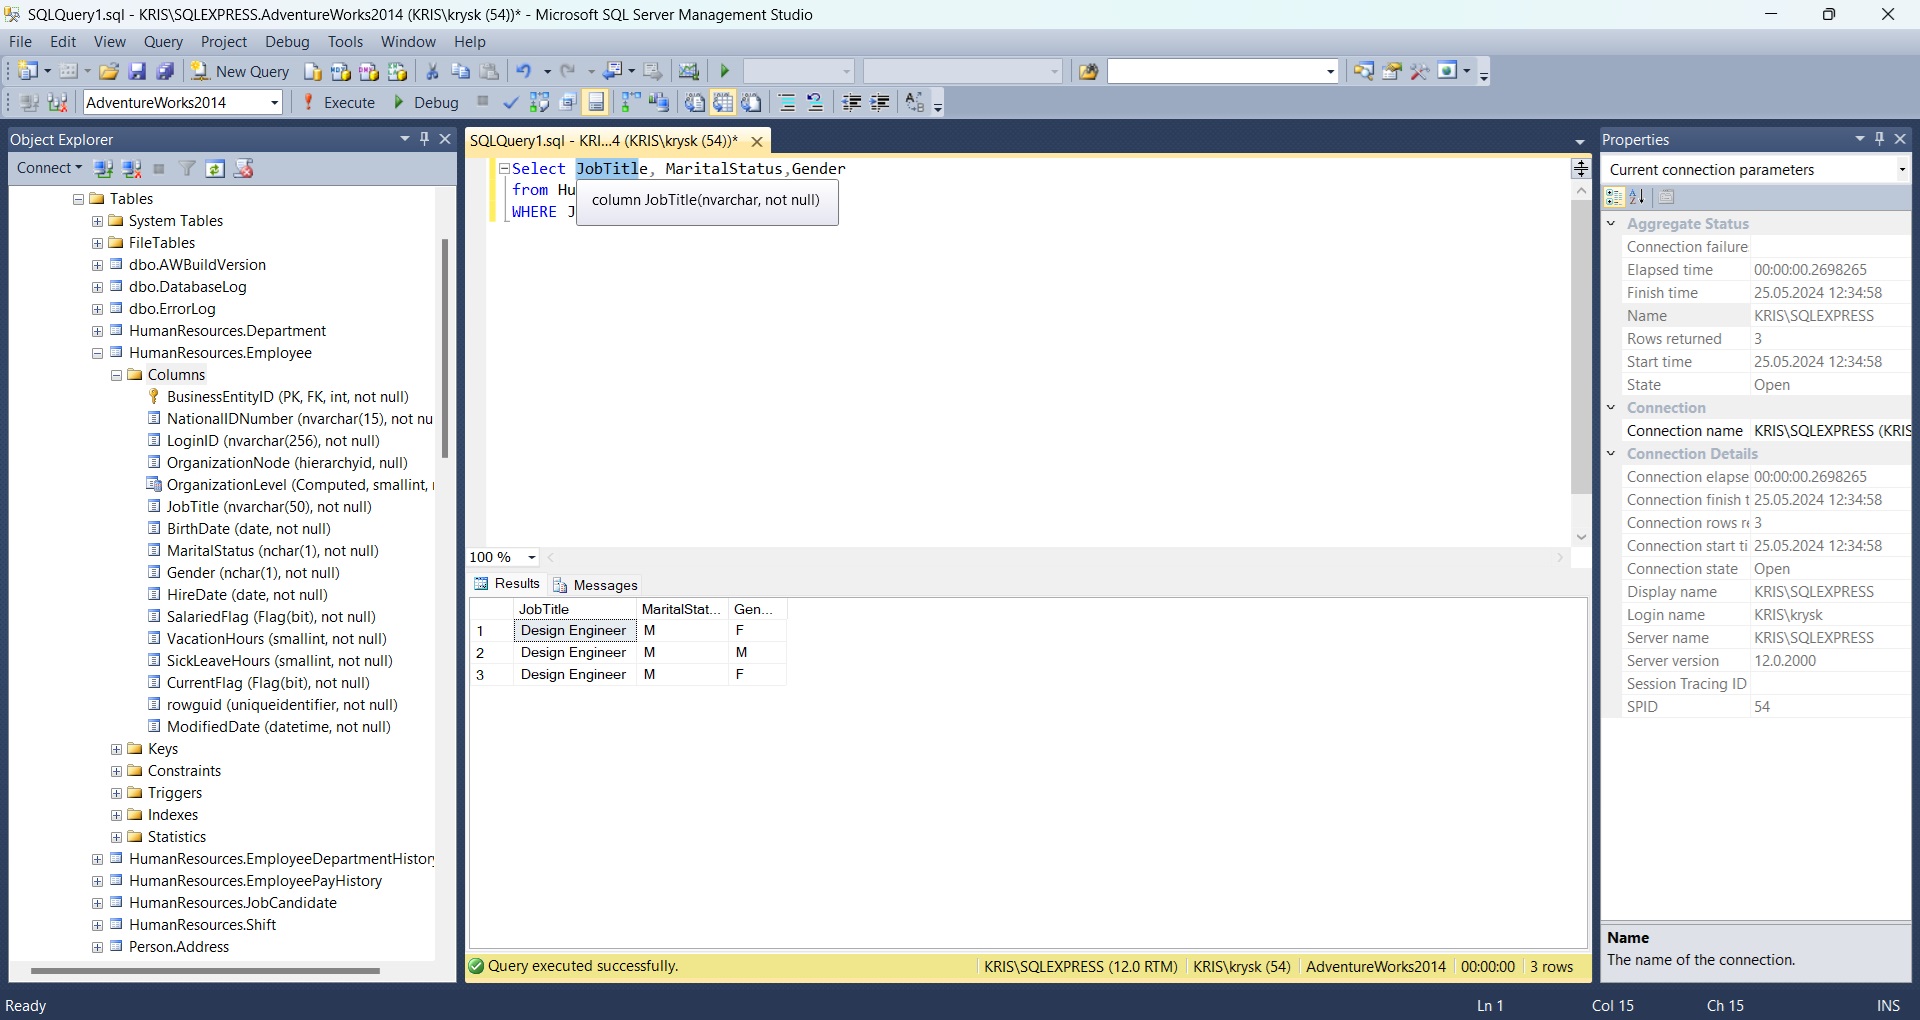 SQLQuery1.sql - KRIS\SQLEXPRESS.AdventureWorks2014 (KRIS\krysk (54))* - Microsoft SQL Server Management Studio
File Edit View Query Project Debug Tools Window Help
New Query
AdventureWorks2014 Execute Debug
Object Explorer
Connect
Tables
System Tables
FileTables
dbo.AWBuildVersion
dbo.DatabaseLog
dbo.ErrorLog
HumanResources.Department
HumanResources.Employee
Columns
BusinessEntityID (PK, FK, int, not null)
NationalIDNumber (nvarchar(15), not nu
LoginID (nvarchar(256), not null)
OrganizationNode (hierarchyid, null)
OrganizationLevel (Computed, smallint,
JobTitle (nvarchar(50), not null)
BirthDate (date, not null)
MaritalStatus (nchar(1), not null)
Gender (nchar(1), not null)
HireDate (date, not null)
SalariedFlag (Flag(bit), not null)
VacationHours (smallint, not null)
SickLeaveHours (smallint, not null)
CurrentFlag (Flag(bit), not null)
rowguid (uniqueidentifier, not null)
ModifiedDate (datetime, not null)
Keys
Constraints
Triggers
Indexes
Statistics
HumanResources.EmployeeDepartmentHistor
HumanResources.EmployeePayHistory
HumanResources.JobCandidate
HumanResources.Shift
Person.Address
SQLQuery1.sql - KRI...4 (KRIS\krysk (54))*
Select JobTitle, MaritalStatus,Gender
from Hu
WHERE J
column JobTitle(nvarchar, not null)
100 %
Results Messages
JobTitle MaritalStat... Gen...
1 Design Engineer M F
2 Design Engineer M M
3 Design Engineer M F
Query executed successfully. KRIS\SQLEXPRESS (12.0 RTM) KRIS\krysk (54) AdventureWorks2014 00:00:00 3 rows
Properties
Current connection parameters
Aggregate Status
Connection failure
Elapsed time 00:00:00.2698265
Finish time 25.05.2024 12:34:58
Name KRIS\SQLEXPRESS
Rows returned 3
Start time 25.05.2024 12:34:58
State Open
Connection
Connection name KRIS\SQLEXPRESS (KRIS
Connection Details
Connection elapse 00:00:00.2698265
Connection finish t 25.05.2024 12:34:58
Connection rows re 3
Connection start ti 25.05.2024 12:34:58
Connection state Open
Display name KRIS\SQLEXPRESS
Login name KRIS\krysk
Server name KRIS\SQLEXPRESS
Server version 12.0.2000
Session Tracing ID
SPID 54
Name
The name of the connection.
Ready Ln 1 Col 15 Ch 15 INS